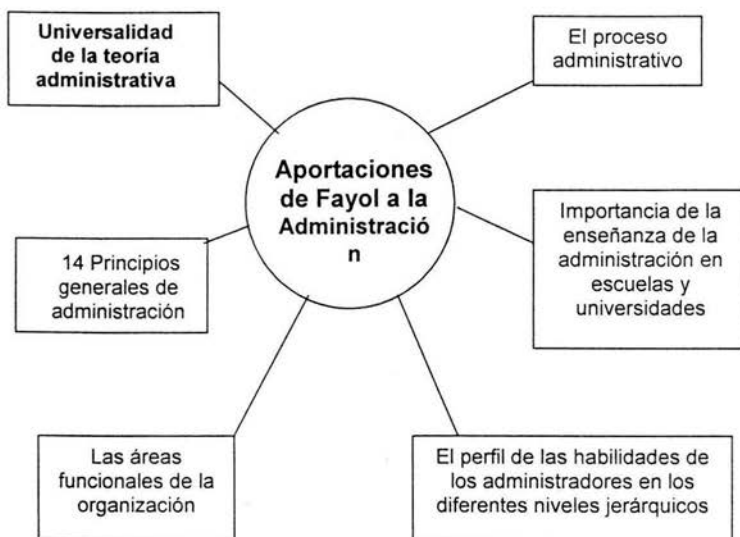 Universalidad
de la teoría
administrativa
El proceso
administrativo
Aportaciones
de Fayol a la
Administració
n
14 Principios
generales de
administración
Importancia de la
enseñanza de la
administración en
escuelas y
universidades
Las áreas
funcionales de la
organización
El perfil de las habilidades de
los administradores en los
diferentes niveles jerárquicos